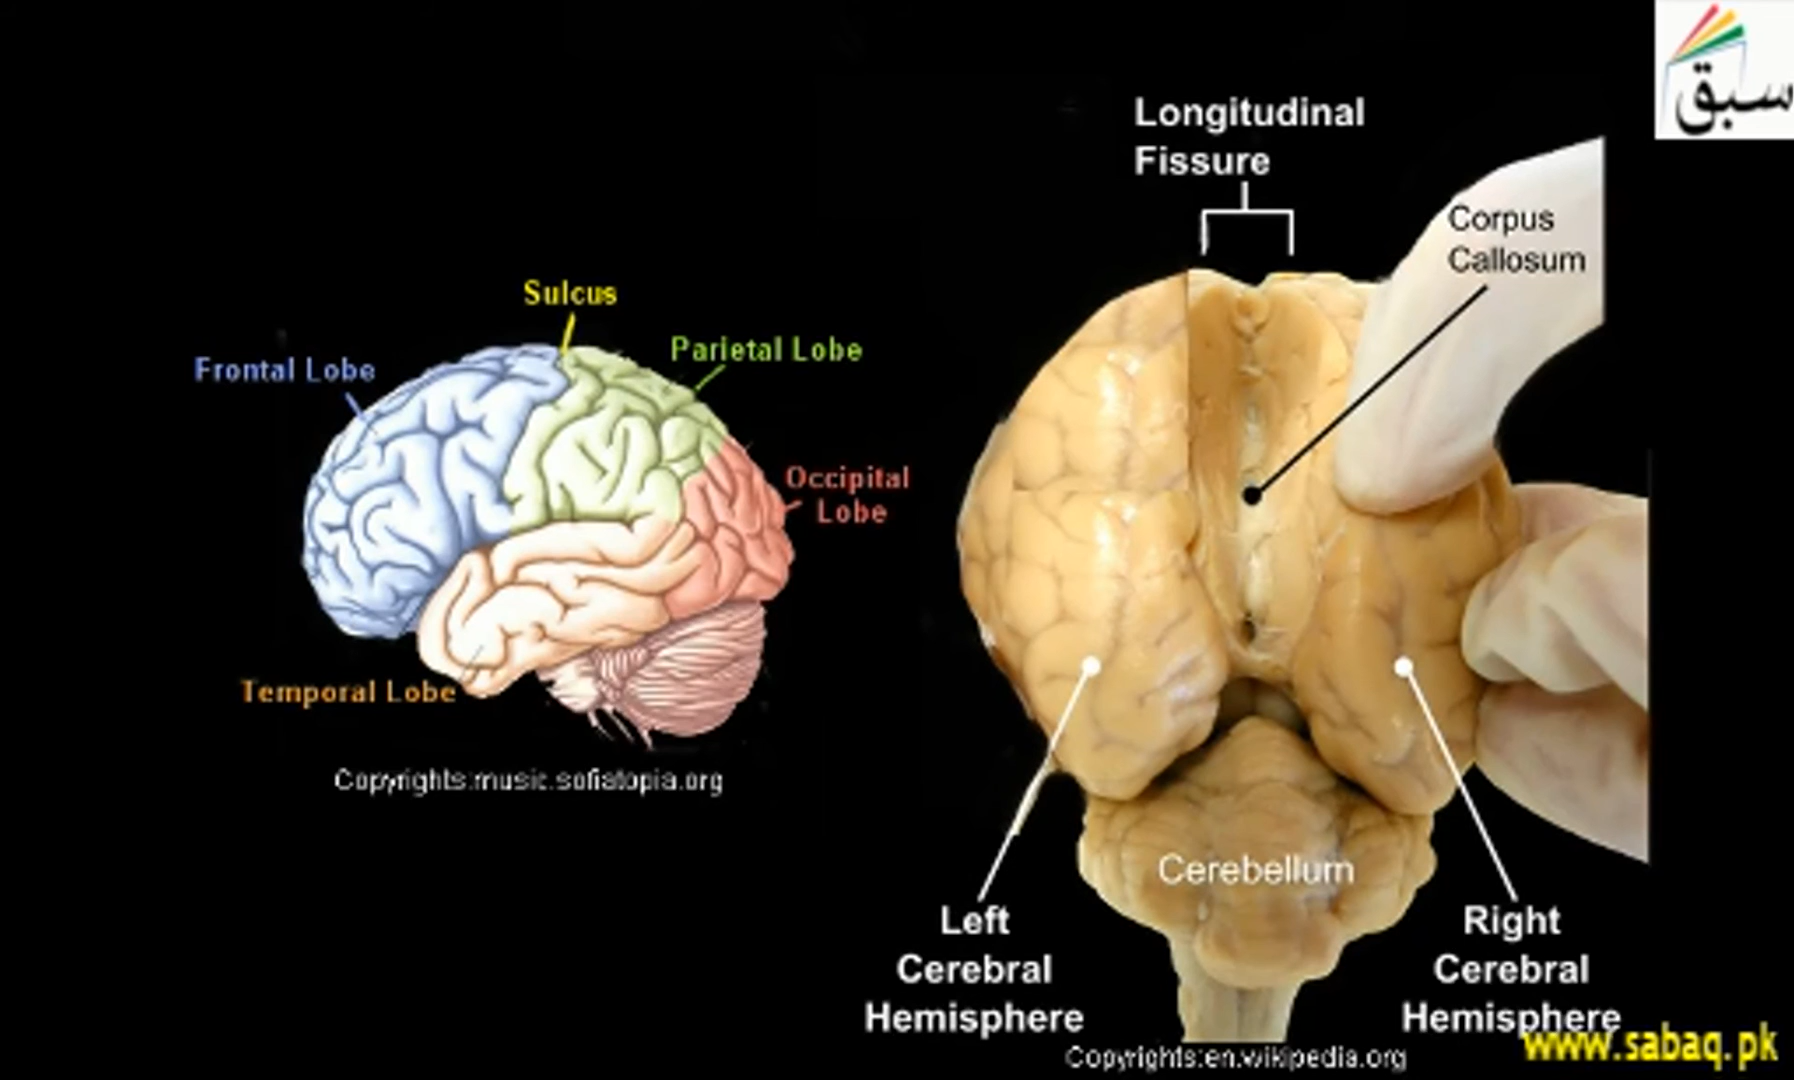 سبق
Longitudinal
Fissure
Corpus
Callosum
Sulcus
Parietal Lobe
Frontal Lobe
Occipital
Lobe
Temporal Lobe
Copyrights:music.sofiatopia.org
Cerebellum
Left
Cerebral
Hemisphere
Right
Cerebral
Hemisphere
Copyrights:en.wikipedia.org
www.sabaq.pk